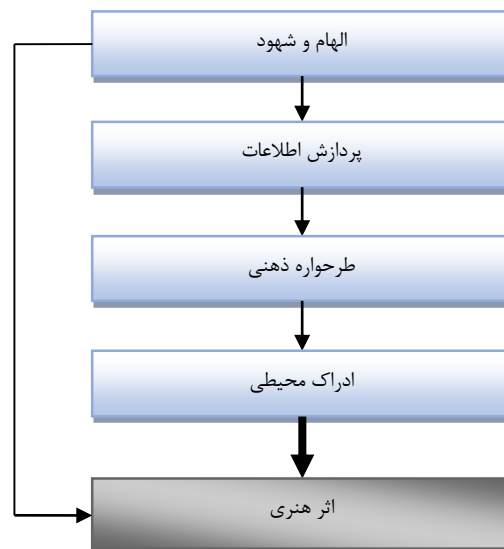 الهام و شهود
پردازش اطلاعات
طرحواره ذهنی
ادراک محیطی
اثر هنری